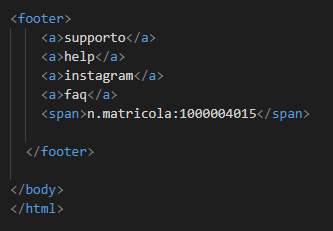 <footer>
<a>supporto</a>
<a>help</a>
<a>instagram</a>
<a>faq</a>
<span>n.matricola:1000004015</span>
</footer>
</body>
</html>